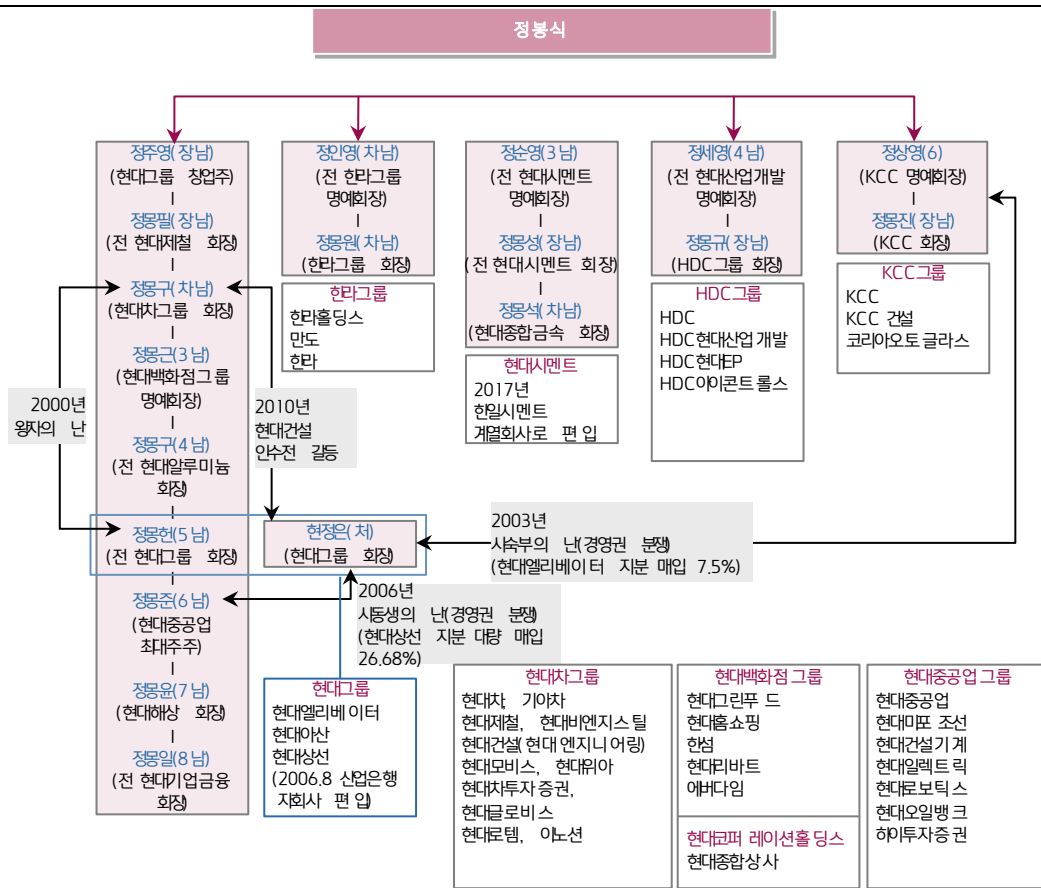 정봉식
정주영(장남)
(현대그룹 창업주)
정몽필(장남)
(전 현대제철 회장)
정몽구(차남)
(현대차그룹 회장)
정몽근(3남)
(현대백화점그룹
명예회장)
정몽구(4남)
(전 현대알루미늄
회장)
정몽헌(5남)
(전 현대그룹 회장)
정몽준(6남)
(현대중공업
최대주주)
정몽윤(7남)
(현대해상 회장)
정몽일(8남)
(전 현대기업금융
회장)
정인영(차남)
(전 한라그룹
명예회장)
정몽원(차남)
(한라그룹 회장)
한라그룹
한라홀딩스
만도
한라
정순영(3남)
(전 현대시멘트
명예회장)
정몽성(장남)
(전 현대시멘트 회장)
정몽석(차남)
(현대종합금속 회장)
현대시멘트
2017년
한일시멘트
계열회사로 편입
정세영(4남)
(전 현대산업개발
명예회장)
정몽규(장남)
(HDC그룹 회장)
HDC그룹
HDC
HDC현대산업개발
HDC현대EP
HDC아이콘트롤스
정상영(6)
(KCC 명예회장)
정몽진(장남)
(KCC 회장)
KCC그룹
KCC
KCC 건설
코리아오토글라스
2000년
왕자의 난
2010년
현대건설
인수전 갈등
현정은(처)
(현대그룹 회장)
2003년
시숙부의 난(경영권 분쟁)
(현대엘리베이터 지분 매입 7.5%)
2006년
시동생의 난(경영권 분쟁)
(현대상선 지분 대량 매입
26.68%)
현대그룹
현대엘리베이터
현대아산
현대상선
(2006.8 산업은행
자회사 편입)
현대차그룹
현대차, 기아차
현대제철, 현대비엔지스틸
현대건설(현대엔지니어링)
현대모비스, 현대위아
현대차투자증권,
현대글로비스
현대로템, 이노션
현대백화점그룹
현대그린푸드
현대홈쇼핑
한섬
현대리바트
에버다임
현대코퍼레이션홀딩스
현대종합상사
현대중공업그룹
현대중공업
현대미포조선
현대건설기계
현대일렉트릭
현대로보틱스
현대오일뱅크
하이투자증권